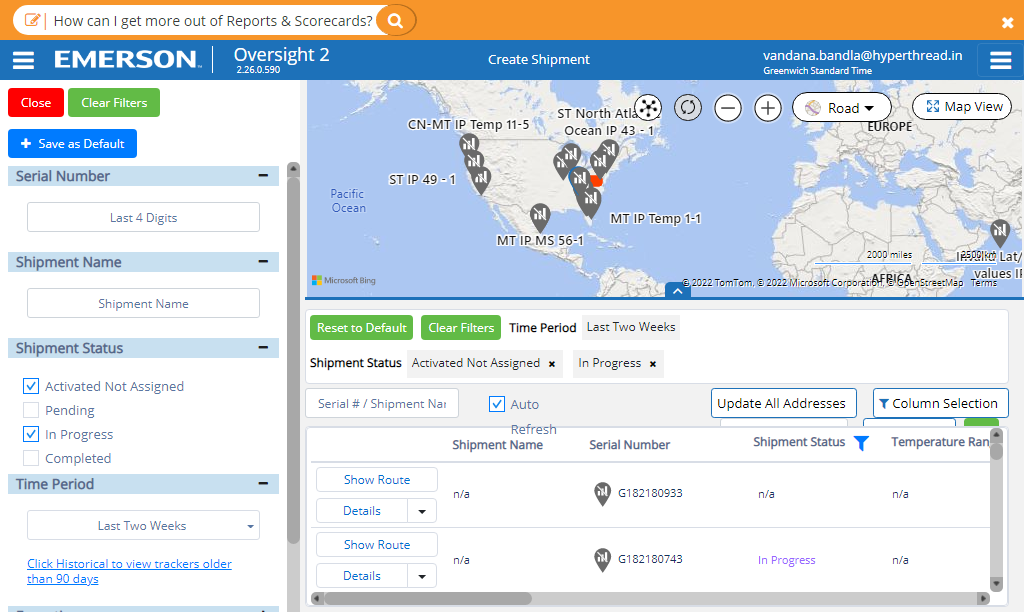 How can I get more out of Reports & Scorecards?
EMERSON
Oversight 2
2.26.0.590
Create Shipment
vandana.bandla@hyperthread.in
Greenwich Standard Time
Close
Clear Filters
Save as Default
Serial Number
Last 4 Digits
Shipment Name
Shipment Name
Shipment Status
Activated Not Assigned
Pending
In Progress
Completed
Time Period
Last Two Weeks
Click Historical to view trackers older
than 90 days
Road
Map View
CN-MT IP Temp 11-5
ST North Atla
Ocean IP 43 - 1
ST IP 49 - 1
Pacific
Ocean
MT IP Temp 1-1
MT IP MS 56-1
EUROPE
AFRICA
2000 miles
Invalid Lat/
values IP
Microsoft Bing
© 2022 TomTom, © 2022 Microsoft Corporation, © OpenStreetMap Terms
Reset to Default
Clear Filters
Time Period
Last Two Weeks
Shipment Status
Activated Not Assigned ×
In Progress ×
Serial # / Shipment Nar
Auto
Refresh
Update All Addresses
Column Selection
Shipment Name
Serial Number
Shipment Status
Temperature Ran
Show Route
Details
n/a
G182180933
n/a
n/a
Show Route
Details
n/a
G182180743
In Progress
n/a